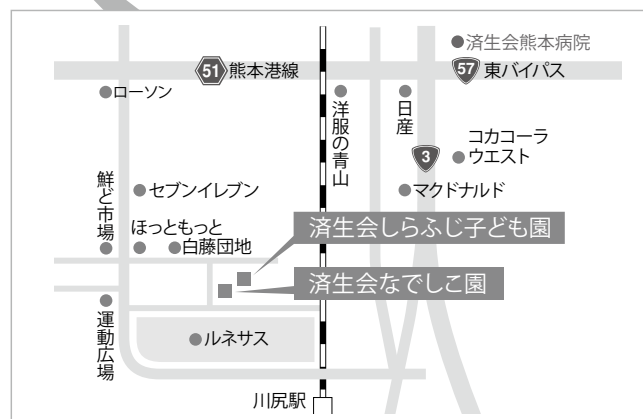 済生会熊本病院
51
熊本港線
57
東バイパス
ローソン
洋服の青山
日産
3
コカコーラ
ウエスト
マクドナルド
鮮ど市場
セブンイレブン
ほっともっと
白藤団地
済生会しらふじ子ども園
済生会なでしこ園
運動広場
ルネサス
川尻駅